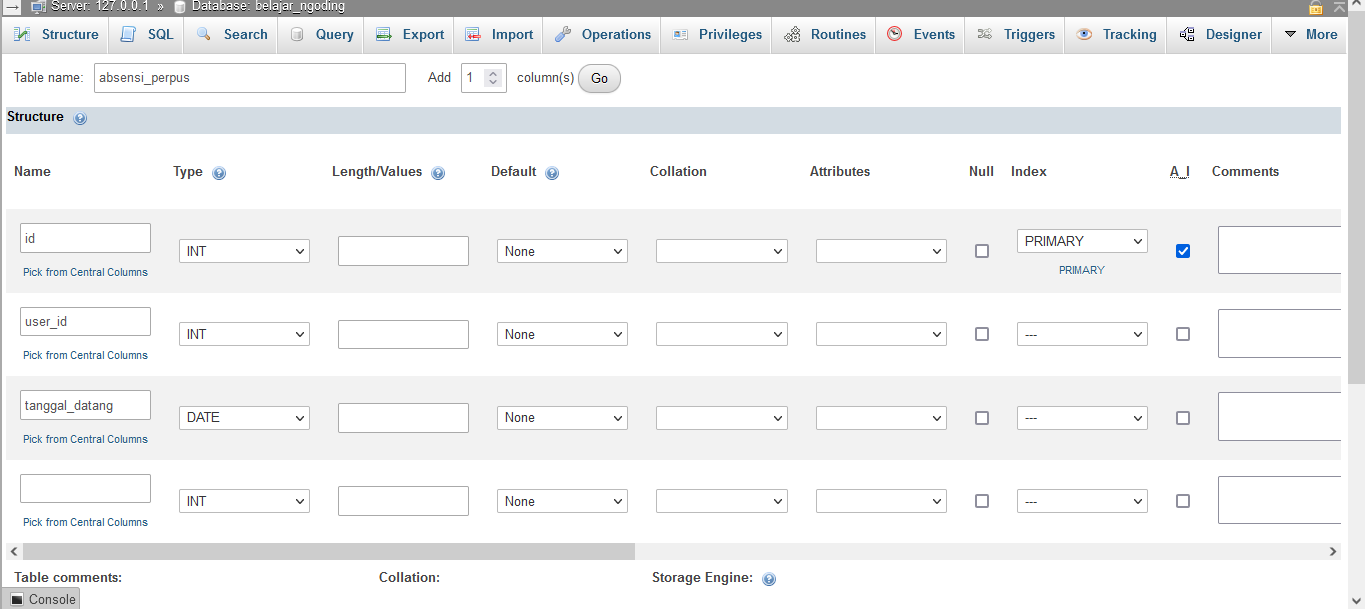 Server: 127.0.0.1 » Database: belajar_ngoding
Structure SQL Search Query Export Import Operations Privileges Routines Events Triggers Tracking Designer More
Table name: absensi_perpus Add 1 column(s) Go
Structure
Name Type Length/Values Default Collation Attributes Null Index A_I Comments
id INT None PRIMARY
Pick from Central Columns PRIMARY
user_id INT None ---
Pick from Central Columns
tanggal_datang DATE None ---
Pick from Central Columns
INT None ---
Pick from Central Columns
Table comments: Collation: Storage Engine:
Console